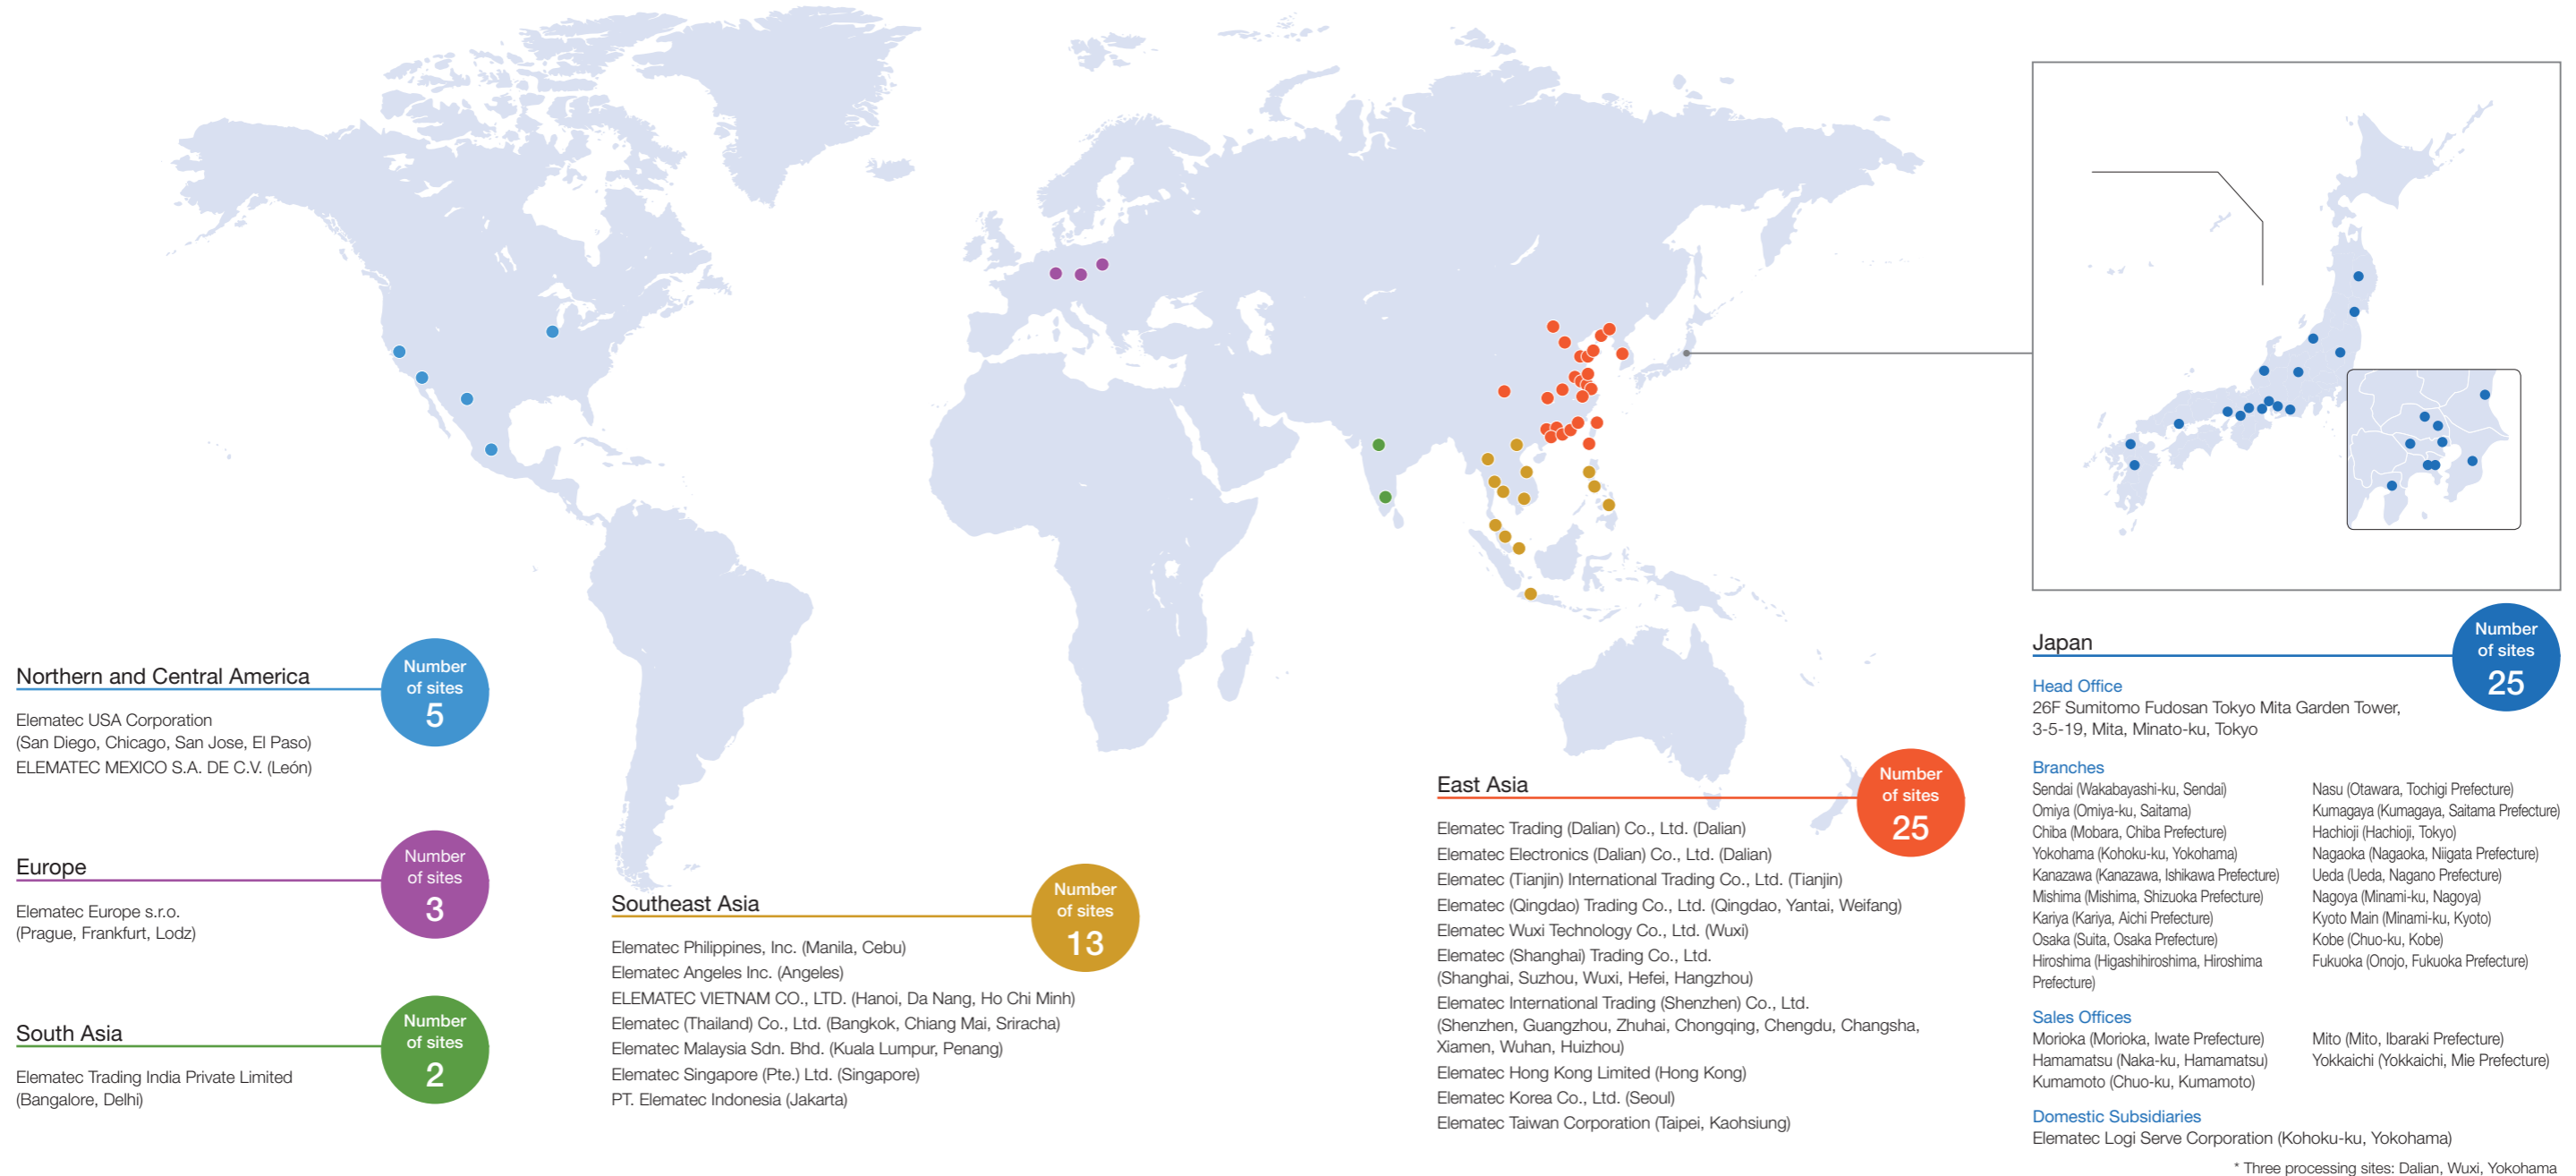 Northern and Central America
Number
of sites
5
Elematec USA Corporation
(San Diego, Chicago, San Jose, El Paso)
ELEMATEC MEXICO S.A. DE C.V. (León)
Europe
Number
of sites
3
Elematec Europe s.r.o.
(Prague, Frankfurt, Lodz)
South Asia
Number
of sites
2
Elematec Trading India Private Limited
(Bangalore, Delhi)
Southeast Asia
Number
of sites
13
Elematec Philippines, Inc. (Manila, Cebu)
Elematec Angeles Inc. (Angeles)
ELEMATEC VIETNAM CO., LTD. (Hanoi, Da Nang, Ho Chi Minh)
Elematec (Thailand) Co., Ltd. (Bangkok, Chiang Mai, Sriracha)
Elematec Malaysia Sdn. Bhd. (Kuala Lumpur, Penang)
Elematec Singapore (Pte.) Ltd. (Singapore)
PT. Elematec Indonesia (Jakarta)
East Asia
Number
of sites
25
Elematec Trading (Dalian) Co., Ltd. (Dalian)
Elematec Electronics (Dalian) Co., Ltd. (Dalian)
Elematec (Tianjin) International Trading Co., Ltd. (Tianjin)
Elematec (Qingdao) Trading Co., Ltd. (Qingdao, Yantai, Weifang)
Elematec Wuxi Technology Co., Ltd. (Wuxi)
Elematec (Shanghai) Trading Co., Ltd.
(Shanghai, Suzhou, Wuxi, Hefei, Hangzhou)
Elematec International Trading (Shenzhen) Co., Ltd.
(Shenzhen, Guangzhou, Zhuhai, Chongqing, Chengdu, Changsha,
Xiamen, Wuhan, Huizhou)
Elematec Hong Kong Limited (Hong Kong)
Elematec Korea Co., Ltd. (Seoul)
Elematec Taiwan Corporation (Taipei, Kaohsiung)
Japan
Number
of sites
25
Head Office
26F Sumitomo Fudosan Tokyo Mita Garden Tower,
3-5-19, Mita, Minato-ku, Tokyo
Branches
Sendai (Wakabayashi-ku, Sendai)
Omiya (Omiya-ku, Saitama)
Chiba (Mobara, Chiba Prefecture)
Yokohama (Kohoku-ku, Yokohama)
Kanazawa (Kanazawa, Ishikawa Prefecture)
Mishima (Mishima, Shizuoka Prefecture)
Kariya (Kariya, Aichi Prefecture)
Osaka (Suita, Osaka Prefecture)
Hiroshima (Higashihiroshima, Hiroshima
Prefecture)
Nasu (Otawara, Tochigi Prefecture)
Kumagaya (Kumagaya, Saitama Prefecture)
Hachioji (Hachioji, Tokyo)
Nagaoka (Nagaoka, Niigata Prefecture)
Ueda (Ueda, Nagano Prefecture)
Nagoya (Minami-ku, Nagoya)
Kyoto Main (Minami-ku, Kyoto)
Kobe (Chuo-ku, Kobe)
Fukuoka (Onojo, Fukuoka Prefecture)
Sales Offices
Morioka (Morioka, Iwate Prefecture)
Hamamatsu (Naka-ku, Hamamatsu)
Kumamoto (Chuo-ku, Kumamoto)
Mito (Mito, Ibaraki Prefecture)
Yokkaichi (Yokkaichi, Mie Prefecture)
Domestic Subsidiaries
Elematec Logi Serve Corporation (Kohoku-ku, Yokohama)
* Three processing sites: Dalian, Wuxi, Yokohama